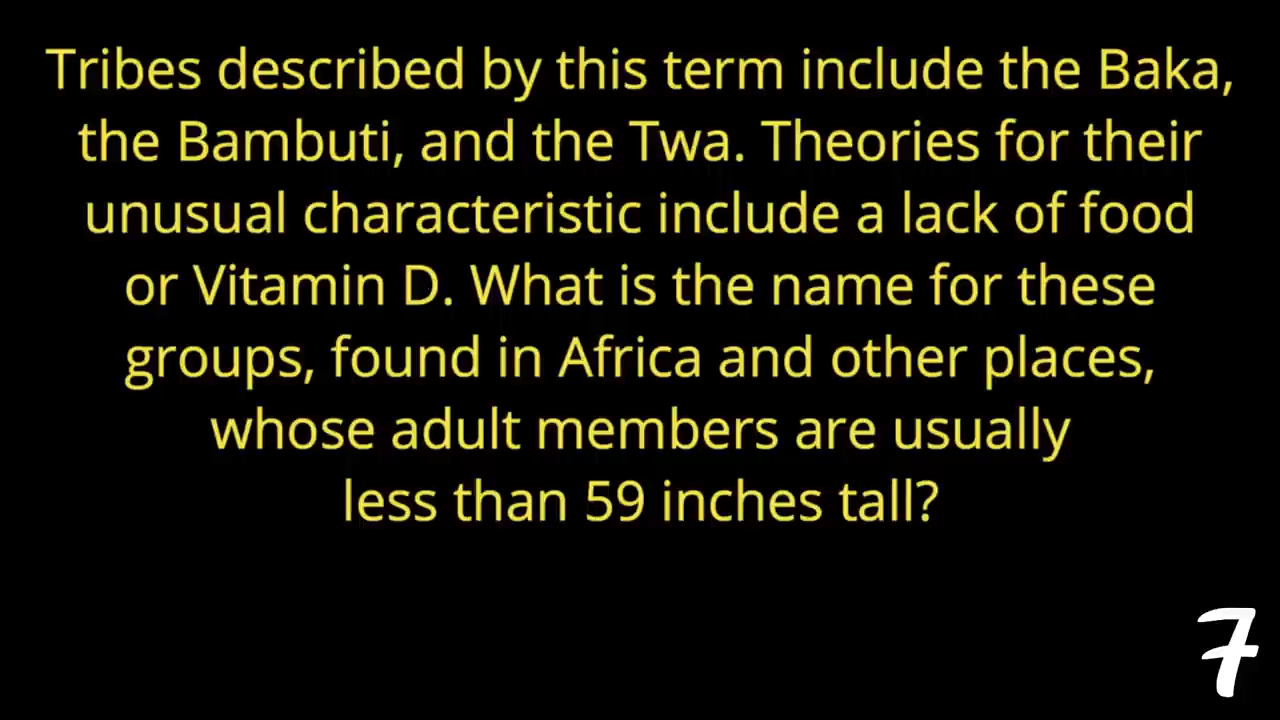 Tribes described by this term include the Baka,
the Bambuti, and the Twa. Theories for their
unusual characteristic include a lack of food
or Vitamin D. What is the name for these
groups, found in Africa and other places,
whose adult members are usually
less than 59 inches tall?
7